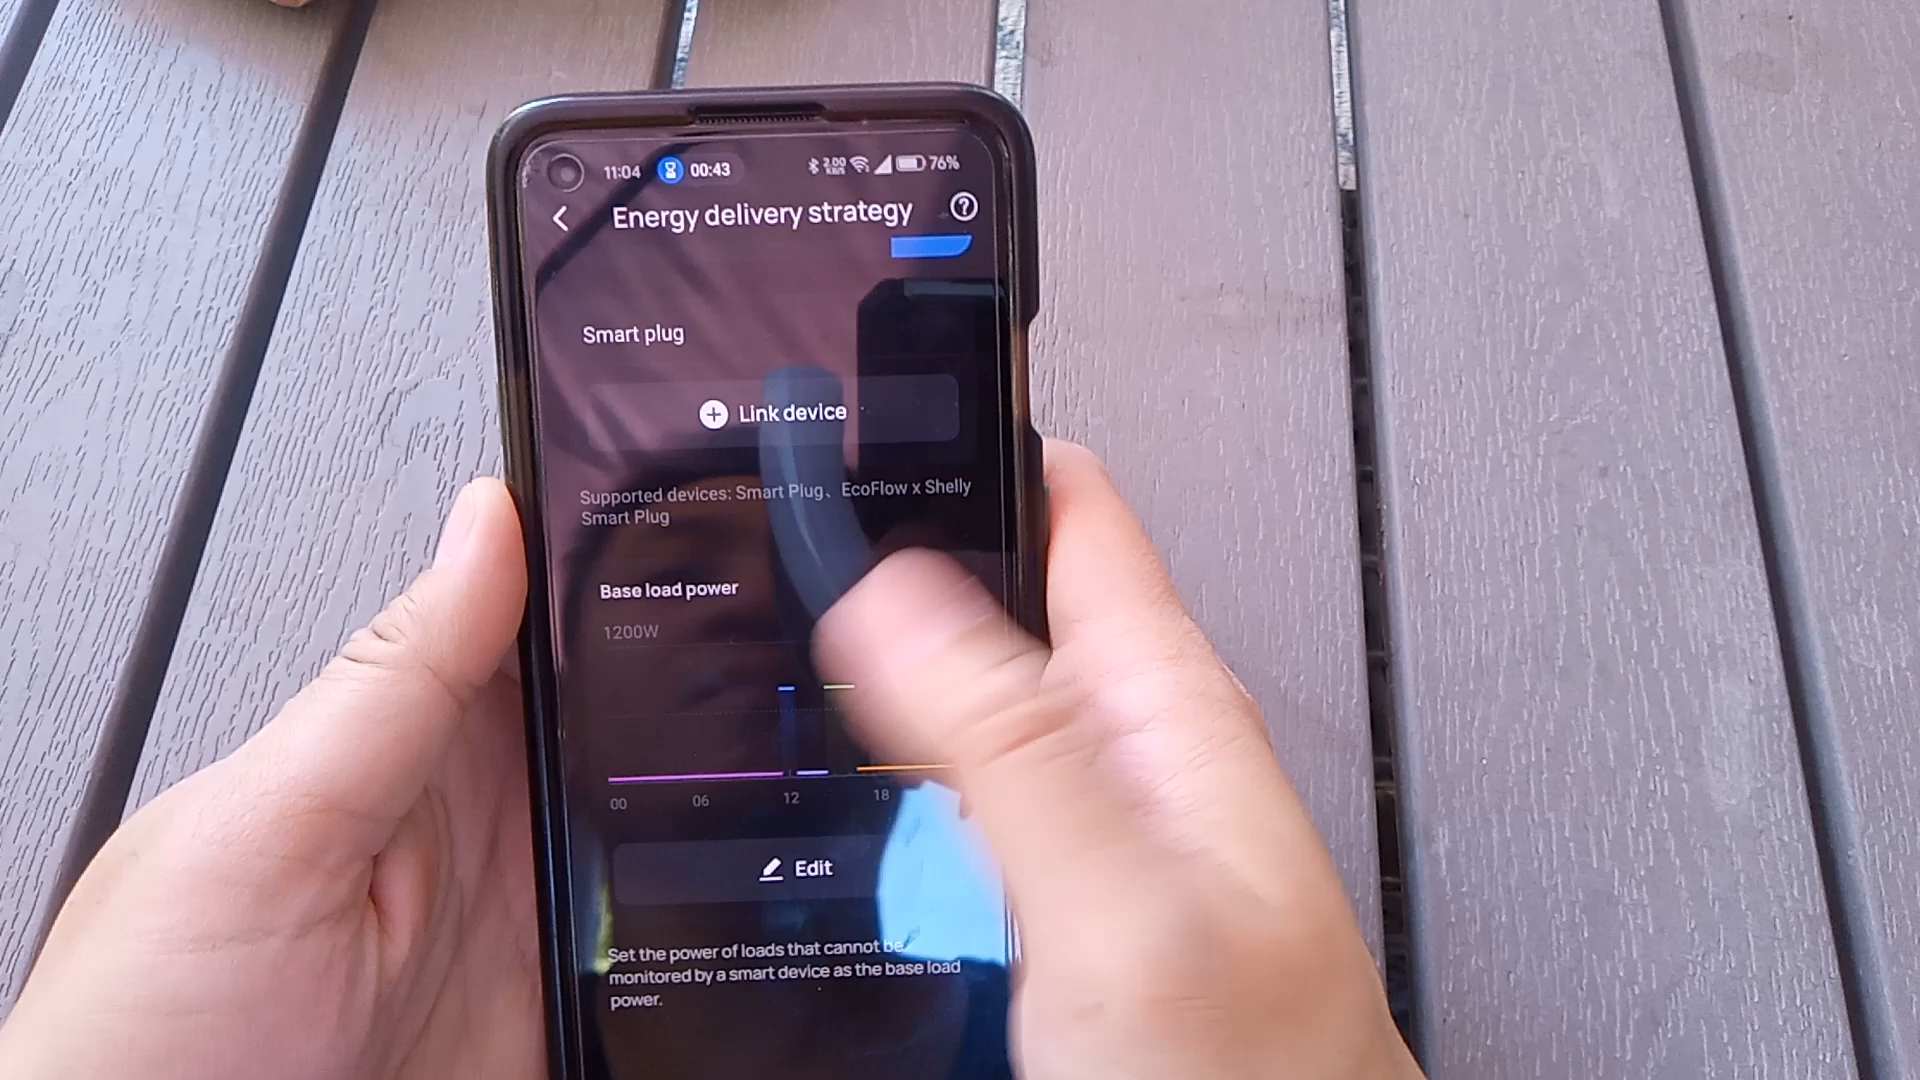 11:04 00:43 2.00 76%
Energy delivery strategy
Smart plug
Link device
Supported devices: Smart Plug、EcoFlow x Shelly
Smart Plug
Base load power
1200W
00 06 12 18
Edit
Set the power of loads that cannot be
monitored by a smart device as the base load
power.